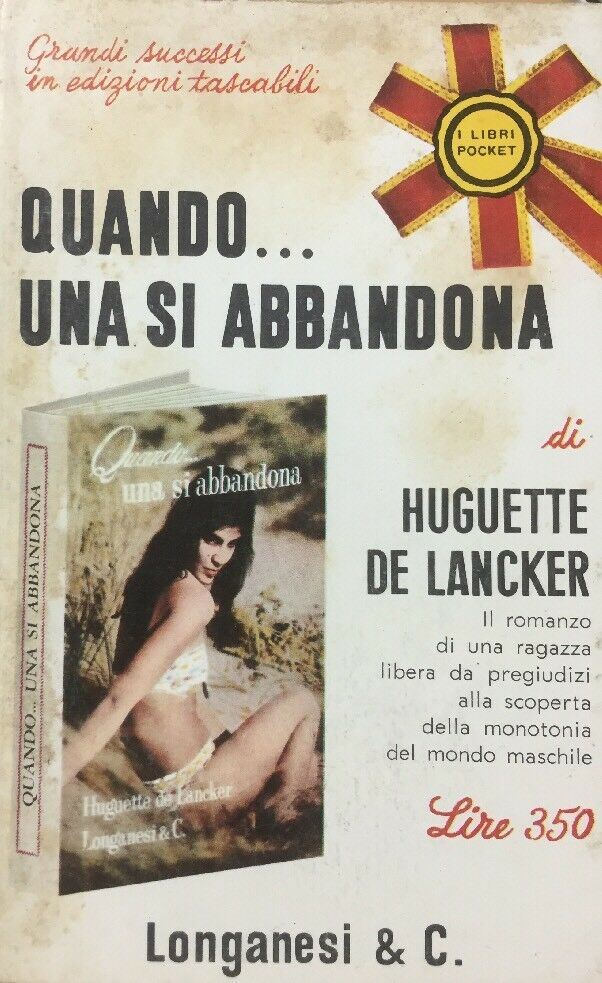 Grandi successi
in edizioni tascabili
I LIBRI
POCKET
QUANDO...
UNA SI ABBANDONA
di
HUGUETTE
DE LANCKER
Il romanzo
di una ragazza
libera da pregiudizi
alla scoperta
della monotonia
del mondo maschile
Lire 350
QUANDO... UNA SI ABBANDONA
Quando...
una si abbandona
Huguette de Lancker
Longanesi & C.
Longanesi & C.